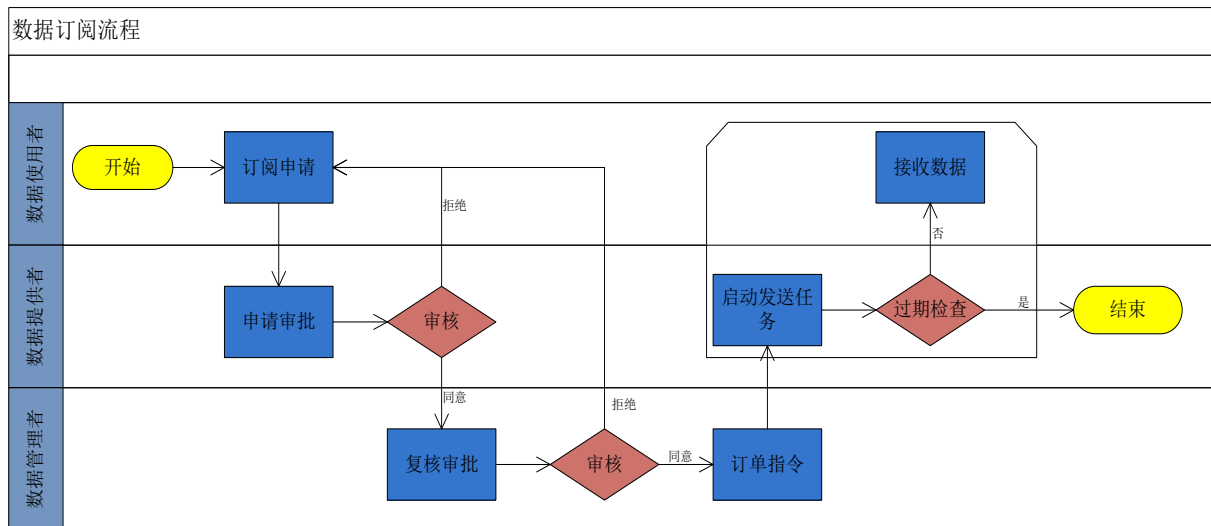 数据订阅流程
数据使用者
开始
订阅申请
接收数据
拒绝
否
数据提供者
申请审批
审核
启动发送任
务
过期检查
是
结束
同意
数据管理者
拒绝
复核审批
审核
同意
订单指令